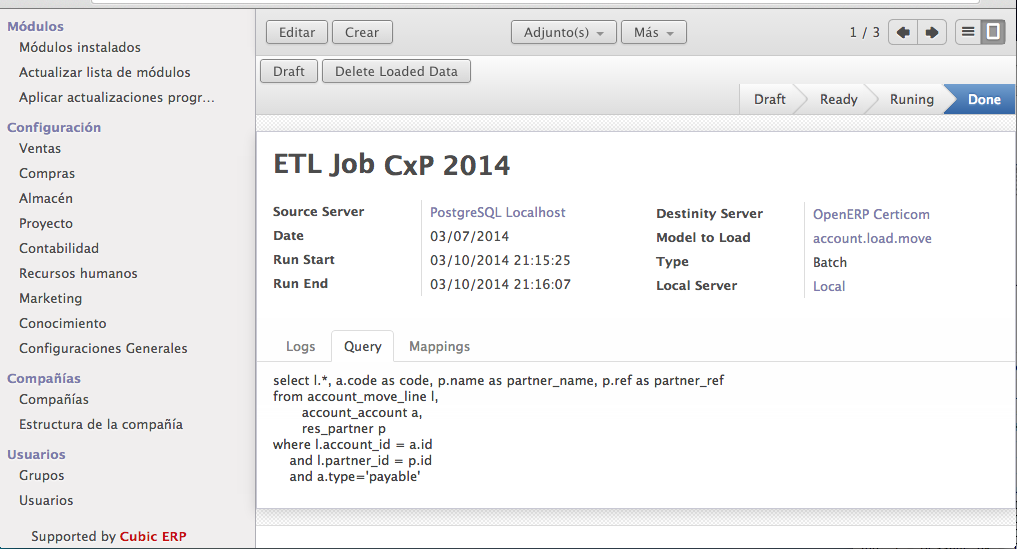 Módulos
Módulos instalados
Actualizar lista de módulos
Aplicar actualizaciones progr...
Configuración
Ventas
Compras
Almacén
Proyecto
Contabilidad
Recursos humanos
Marketing
Conocimiento
Configuraciones Generales
Compañías
Compañías
Estructura de la compañía
Usuarios
Grupos
Usuarios
Supported by Cubic ERP
Editar Crear Adjunto(s) Más 1 / 3
Draft Delete Loaded Data
Draft Ready Runing Done
ETL Job CxP 2014
Source Server PostgreSQL Localhost
Date 03/07/2014
Run Start 03/10/2014 21:15:25
Run End 03/10/2014 21:16:07
Destinity Server OpenERP Certicom
Model to Load account.load.move
Type Batch
Local Server Local
Logs Query Mappings
select l.*, a.code as code, p.name as partner_name, p.ref as partner_ref
from account_move_line l,
account_account a,
res_partner p
where l.account_id = a.id
and l.partner_id = p.id
and a.type='payable'